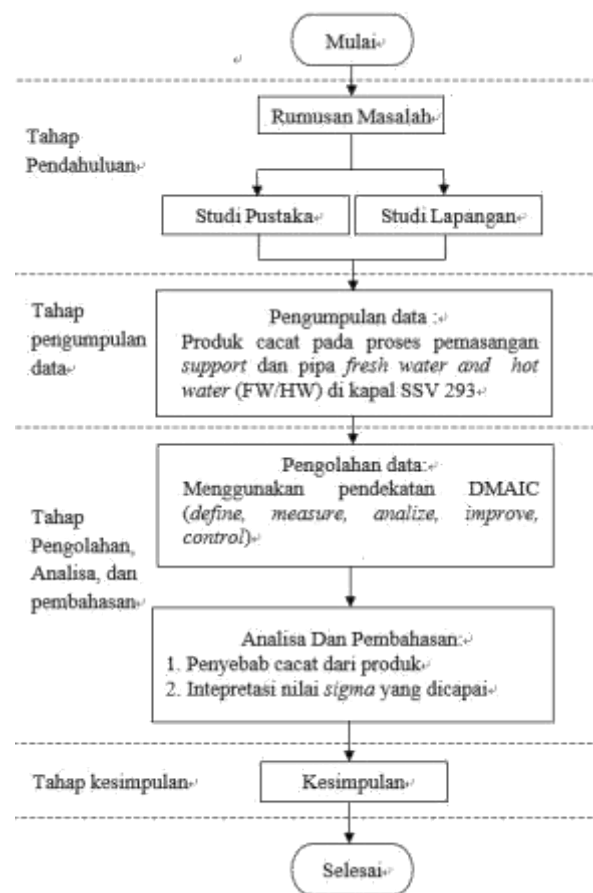 Mulai
Rumusan Masalah
Tahap
Pendahuluan
Studi Pustaka
Studi Lapangan
Tahap
pengumpulan
data
Pengumpulan data :
Produk cacat pada proses pemasangan
support dan pipa fresh water and hot
water (FW/HW) di kapal SSV 293
Tahap
Pengolahan,
Analisa, dan
pembahasan
Pengolahan data:
Menggunakan pendekatan DMAIC
(define, measure, analize, improve,
control)
Analisa Dan Pembahasan:
1. Penyebab cacat dari produk
2. Intepretasi nilai sigma yang dicapai
Tahap kesimpulan
Kesimpulan
Selesai